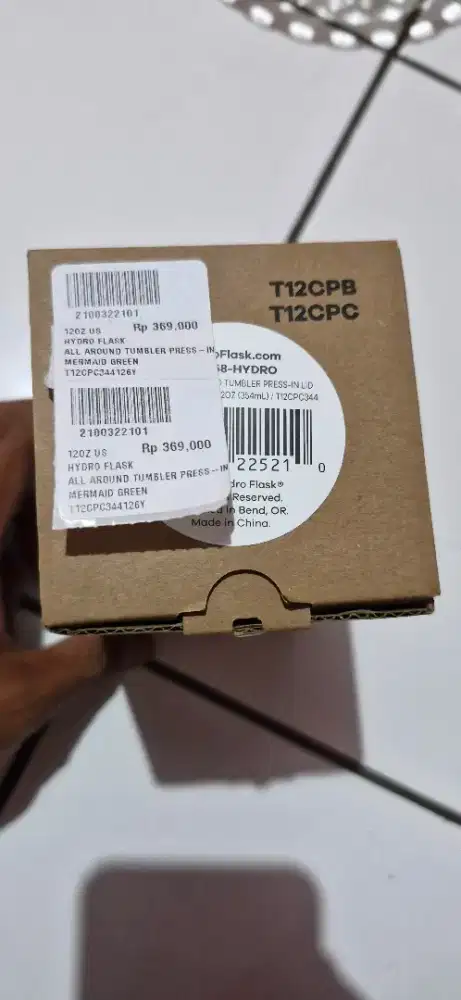 T12CPB
T12CPC
2100322101
12OZ US Rp 369,000
HYDRO FLASK
ALL AROUND TUMBLER PRESS-IN
MERMAID GREEN
T12CPC344126Y
2100322101
12OZ US Rp 369,000
HYDRO FLASK
ALL AROUND TUMBLER PRESS-IN
MERMAID GREEN
T12CPC344126Y
oFlask.com
8-HYDRO
TUMBLER PRESS-IN LID
2OZ (354mL) / T12CPC344
22521 0
dro Flask®
Reserved.
in Bend, OR.
Made in China.